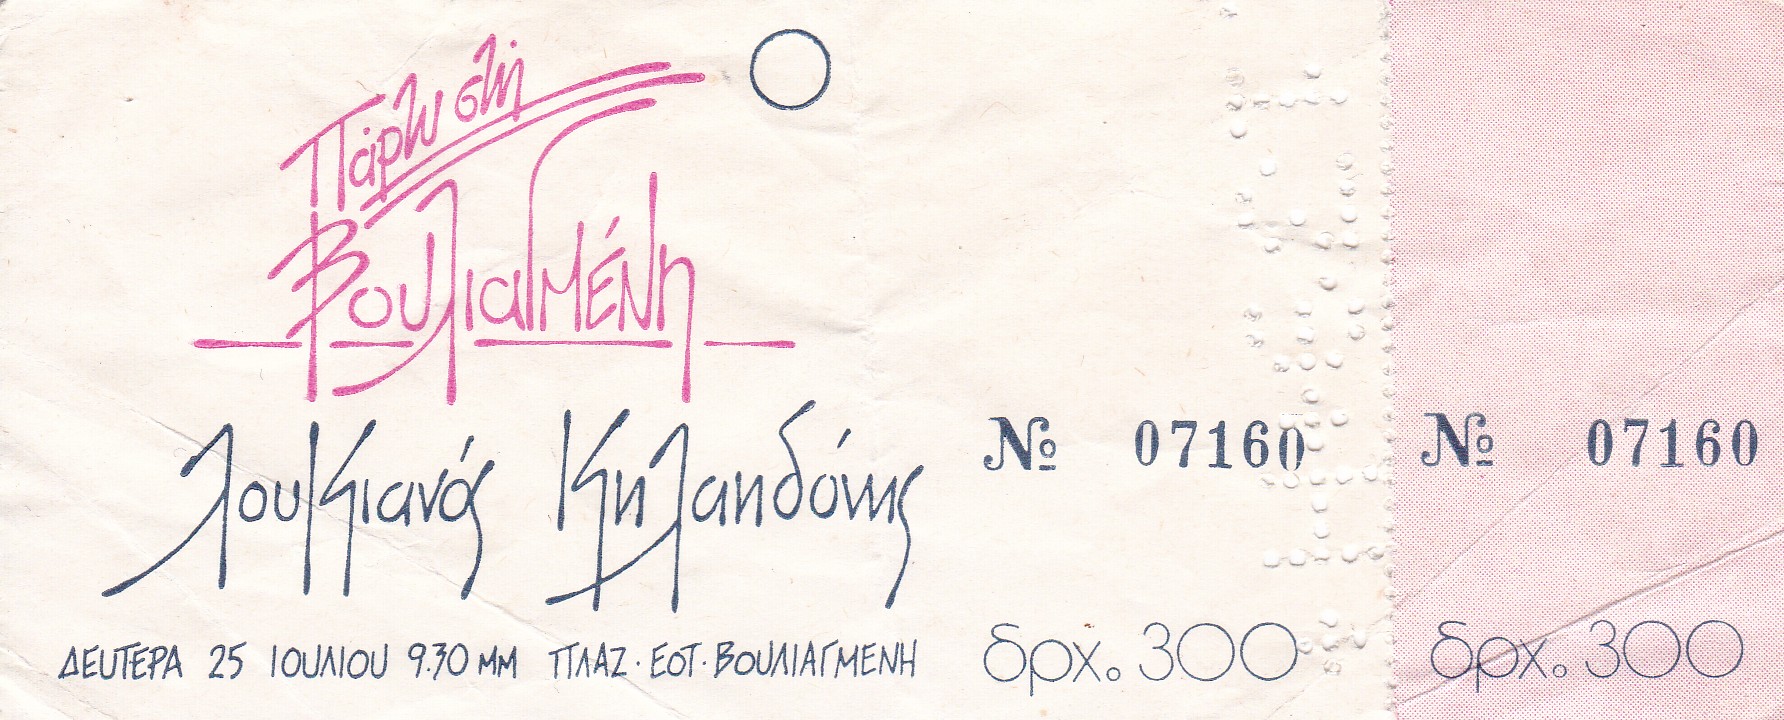 Πάρτυ στη
Βουλιαγμένη
Λουκιανός Κηλαηδόνης
ΔΕΥΤΕΡΑ 25 ΙΟΥΛΙΟΥ 9.30 ΜΜ ΠΛΑΖ · ΕΟΤ · ΒΟΥΛΙΑΓΜΕΝΗ
№ 07160
δρχ. 300
№ 07160
δρχ. 300